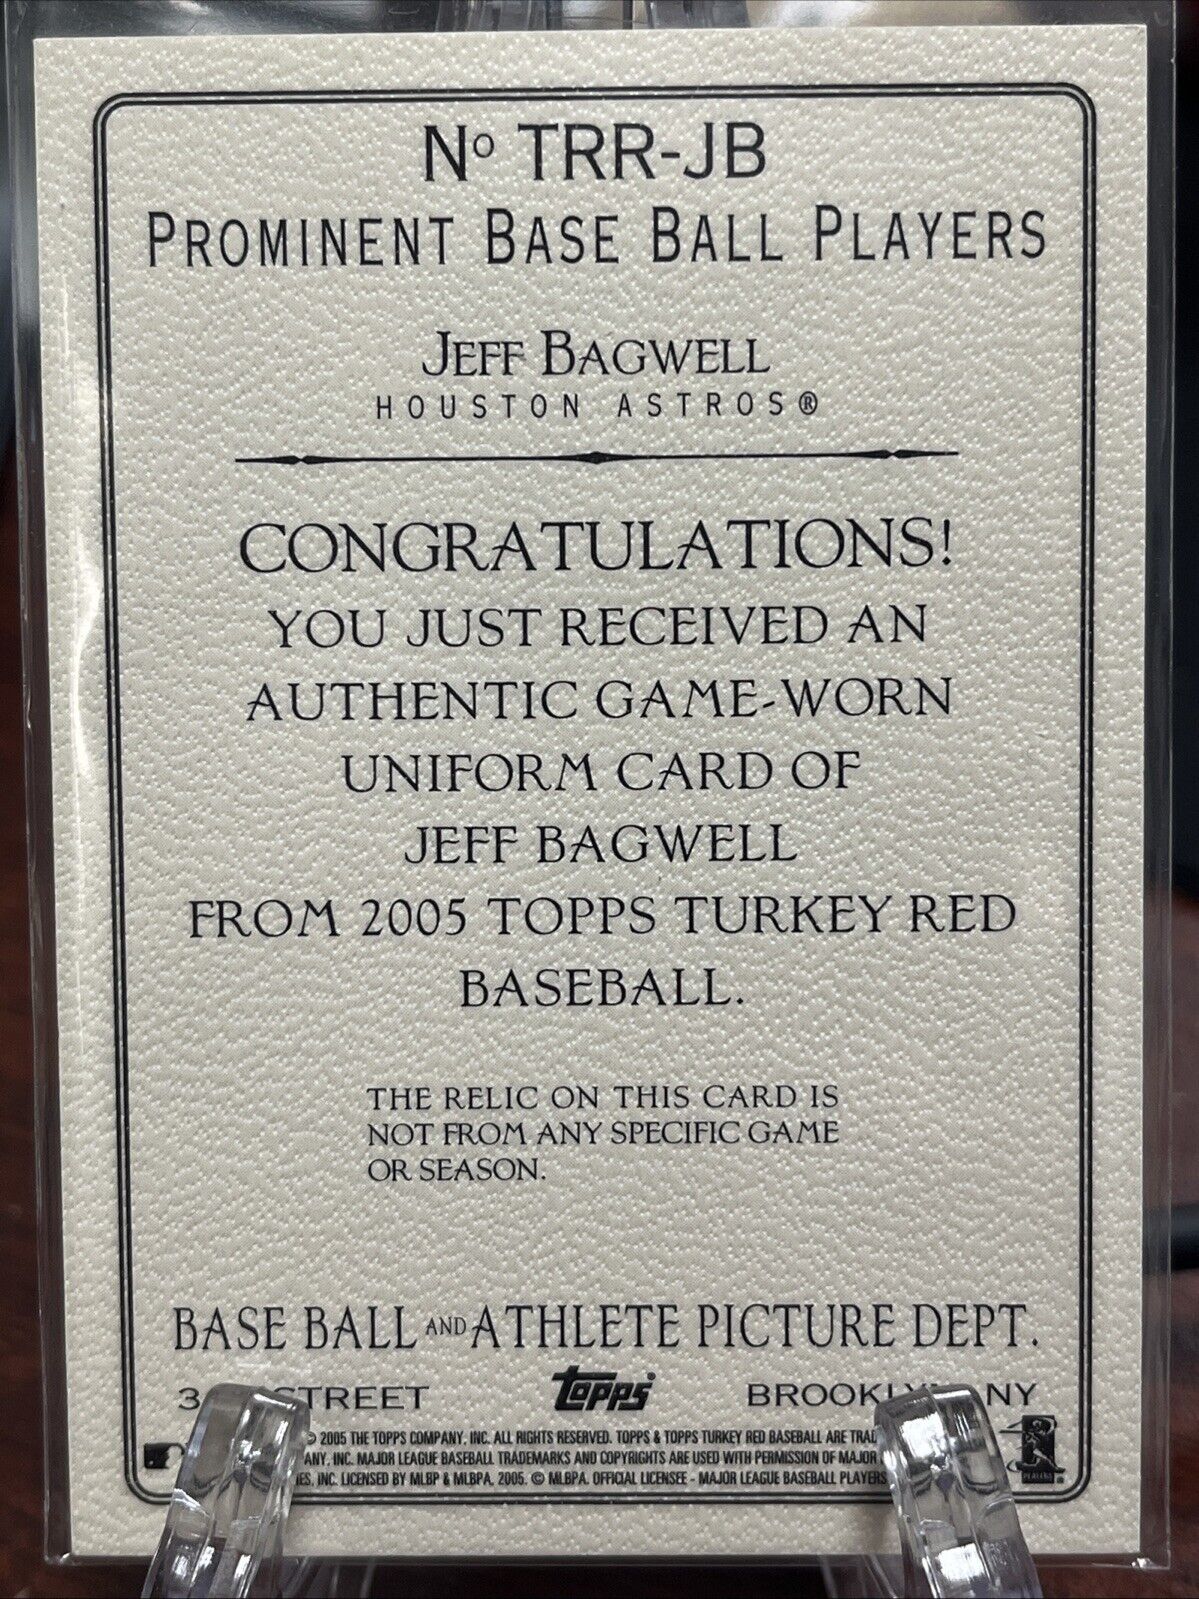 Nº TRR-JB
PROMINENT BASE BALL PLAYERS
JEFF BAGWELL
HOUSTON ASTROS®
CONGRATULATIONS!
YOU JUST RECEIVED AN
AUTHENTIC GAME-WORN
UNIFORM CARD OF
JEFF BAGWELL
FROM 2005 TOPPS TURKEY RED
BASEBALL.
THE RELIC ON THIS CARD IS
NOT FROM ANY SPECIFIC GAME
OR SEASON.
BASE BALL AND ATHLETE PICTURE DEPT.
STREET topps NY
© 2005 THE TOPPS COMPANY, INC. ALL RIGHTS RESERVED. TOPPS & TOPPS TURKEY RED BASEBALL ARE
INC. MAJOR LEAGUE BASEBALL TRADEMARKS AND COPYRIGHTS ARE USED WITH PERMISSION OF MAJOR
INC. LICENSED BY MLBP & MLBPA, 2005. © MLBPA. OFFICIAL LICENSEE - MAJOR LEAGUE BASEBALL PLAYERS
PLAYERS